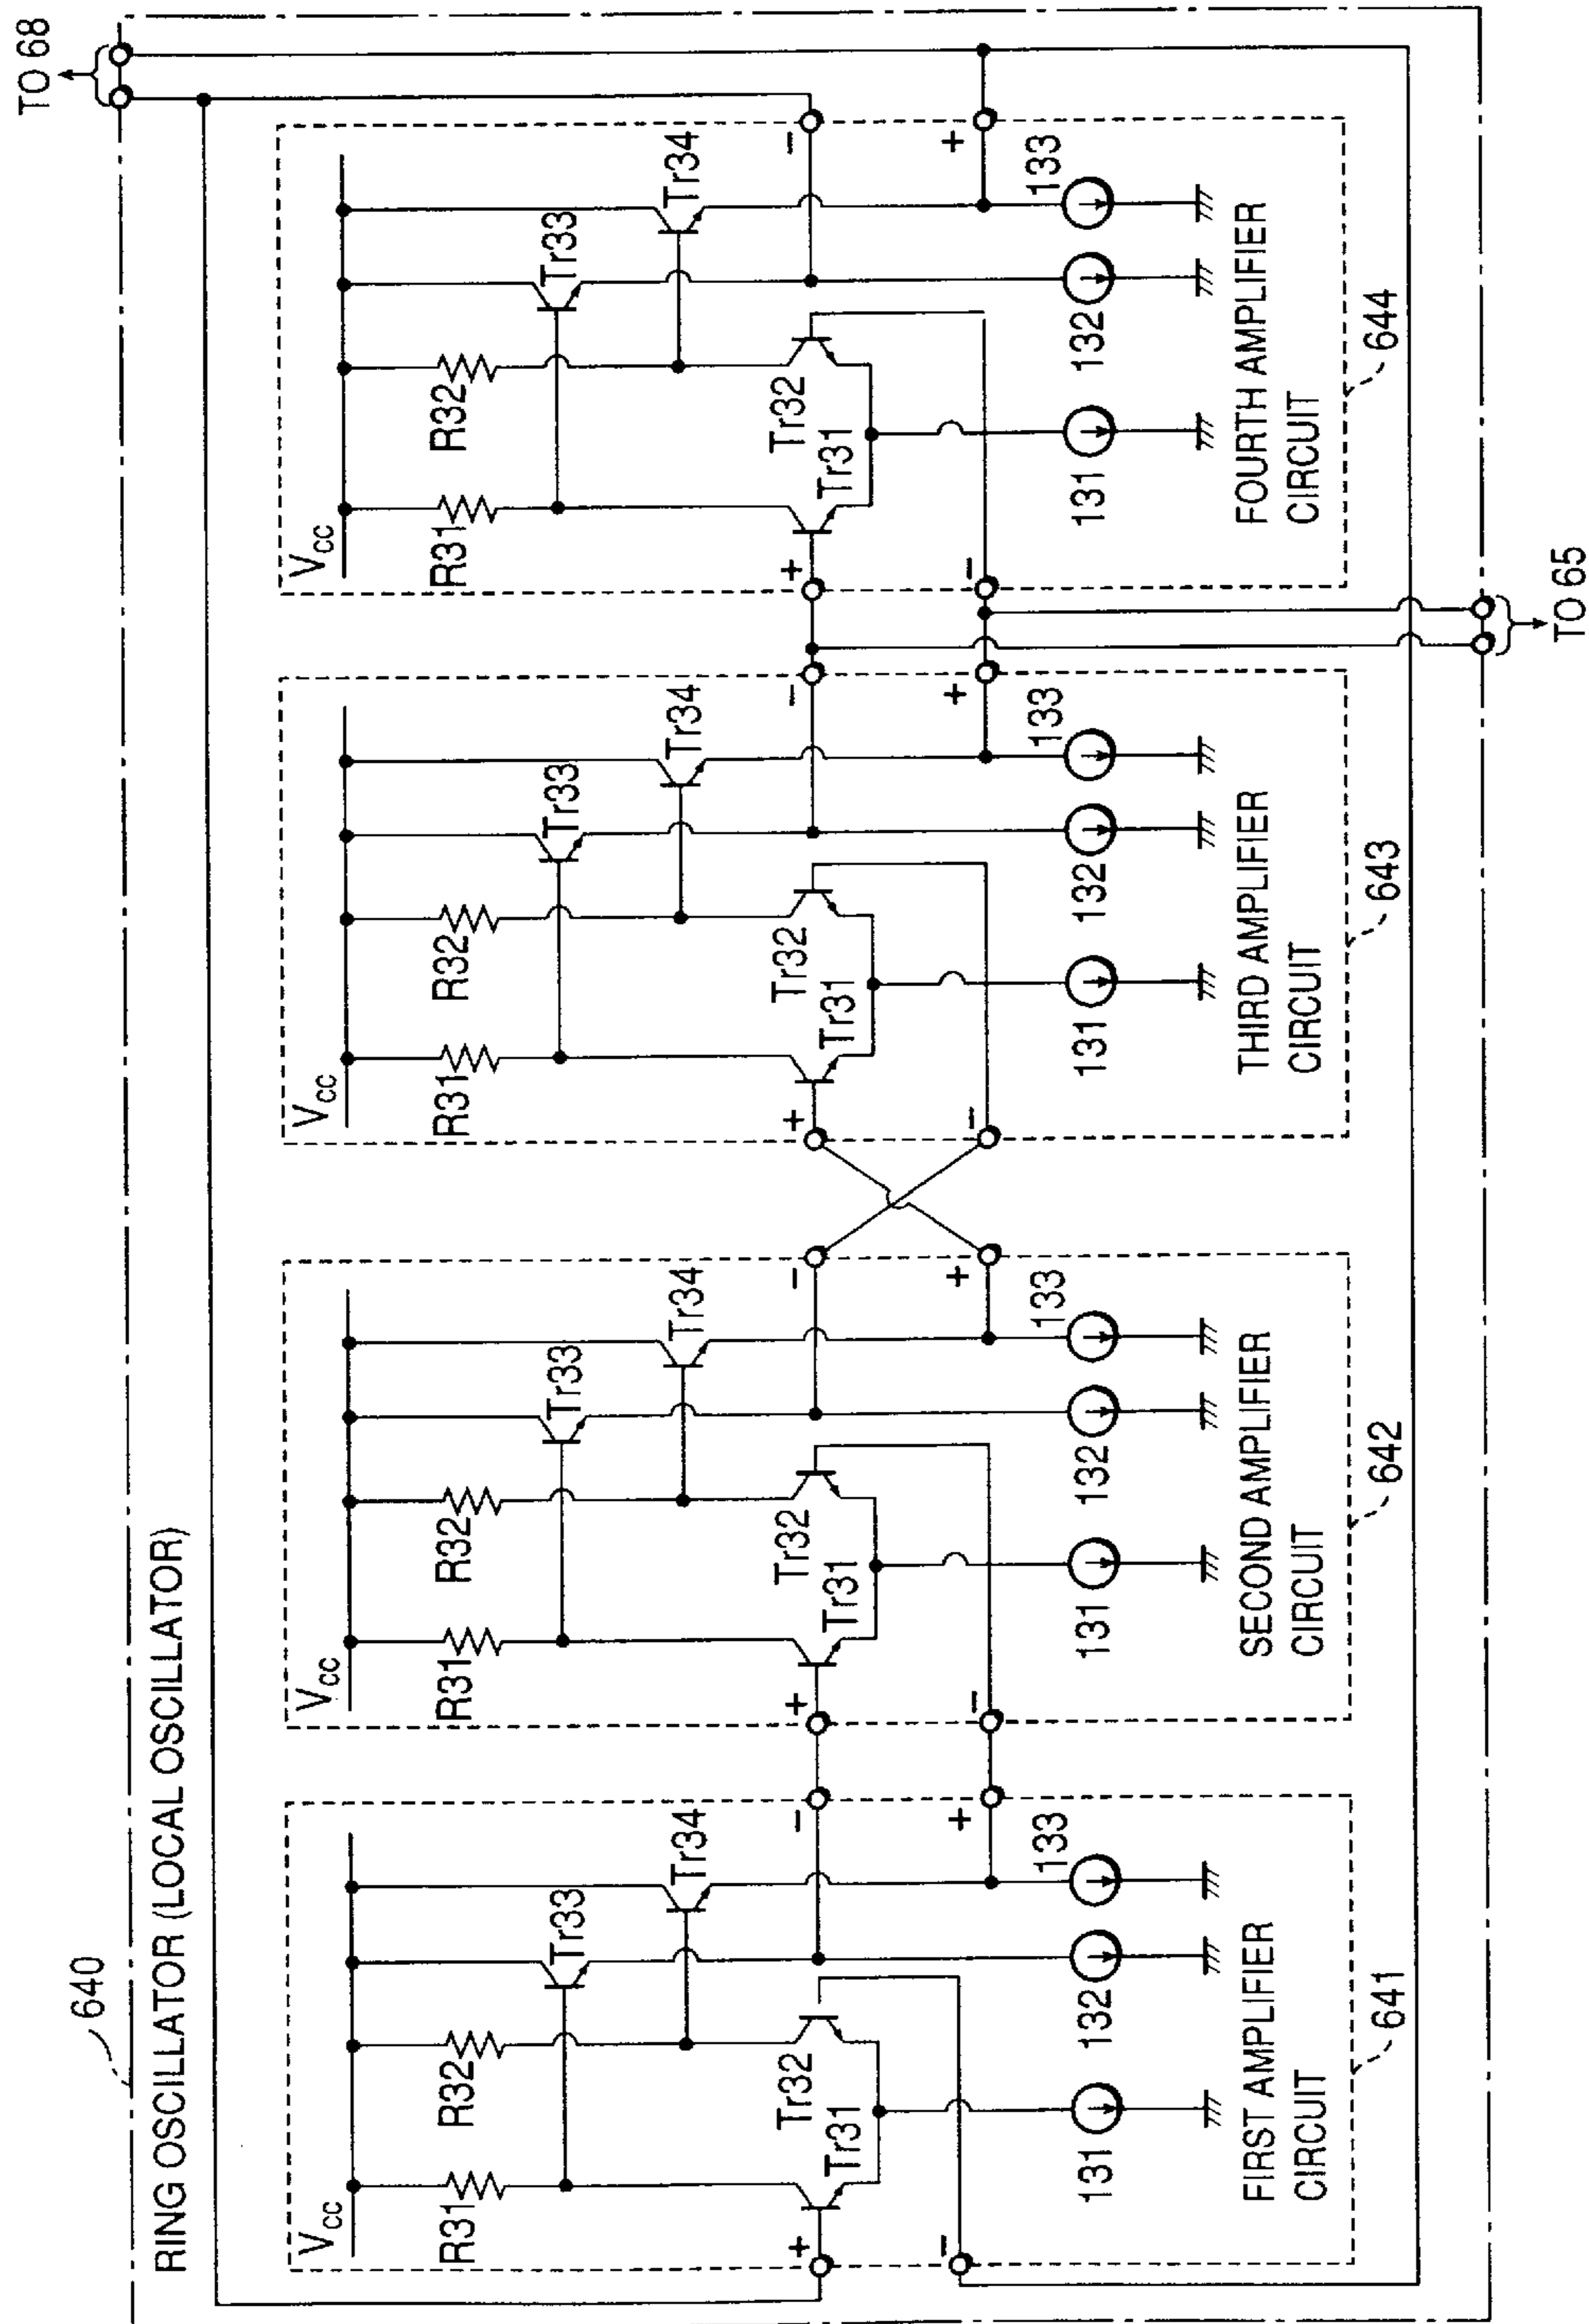 640
RING OSCILLATOR (LOCAL OSCILLATOR)
TO 68
Vcc
R31
R32
Tr33
Tr34
+
Tr31
Tr32
−
−
+
131
132
133
FIRST AMPLIFIER
CIRCUIT
641
Vcc
R31
R32
Tr33
Tr34
+
Tr31
Tr32
−
−
+
131
132
133
SECOND AMPLIFIER
CIRCUIT
642
Vcc
R31
R32
Tr33
Tr34
+
Tr31
Tr32
−
−
+
131
132
133
THIRD AMPLIFIER
CIRCUIT
643
Vcc
R31
R32
Tr33
Tr34
+
Tr31
Tr32
−
−
+
131
132
133
FOURTH AMPLIFIER
CIRCUIT
644
TO 65